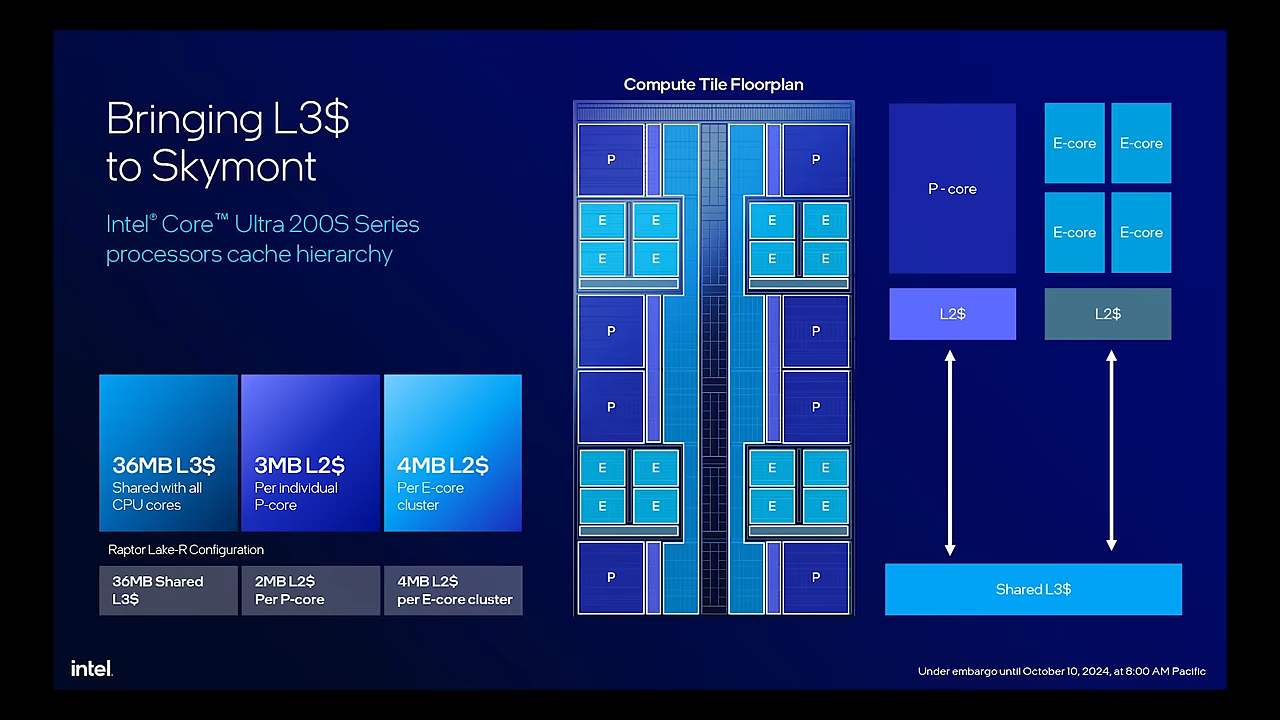 Bringing L3$
to Skymont
Intel® Core™ Ultra 200S Series
processors cache hierarchy
36MB L3$
Shared with all
CPU cores
3MB L2$
Per individual
P-core
4MB L2$
Per E-core
cluster
Raptor Lake-R Configuration
36MB Shared
L3$
2MB L2$
Per P-core
4MB L2$
per E-core cluster
Compute Tile Floorplan
P P
E E E E
E E E E
P P
P P
E E E E
E E E E
P P
P - core
E-core E-core
E-core E-core
L2$ L2$
Shared L3$
intel.
Under embargo until October 10, 2024, at 8:00 AM Pacific